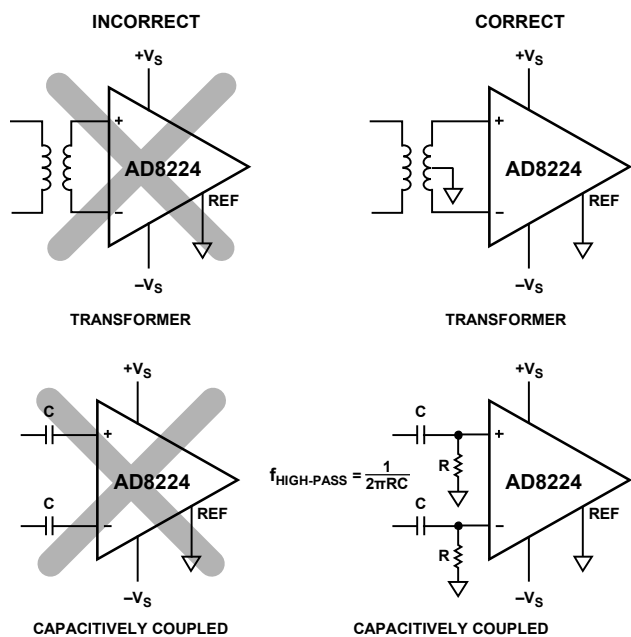 INCORRECT
+VS
+
AD8224
–
REF
–VS
TRANSFORMER
CORRECT
+VS
+
AD8224
–
REF
–VS
TRANSFORMER
+VS
C
+
AD8224
C
–
REF
–VS
CAPACITIVELY COUPLED
fHIGH-PASS = 1/2πRC
+VS
C
+
R
AD8224
C
–
R
REF
–VS
CAPACITIVELY COUPLED